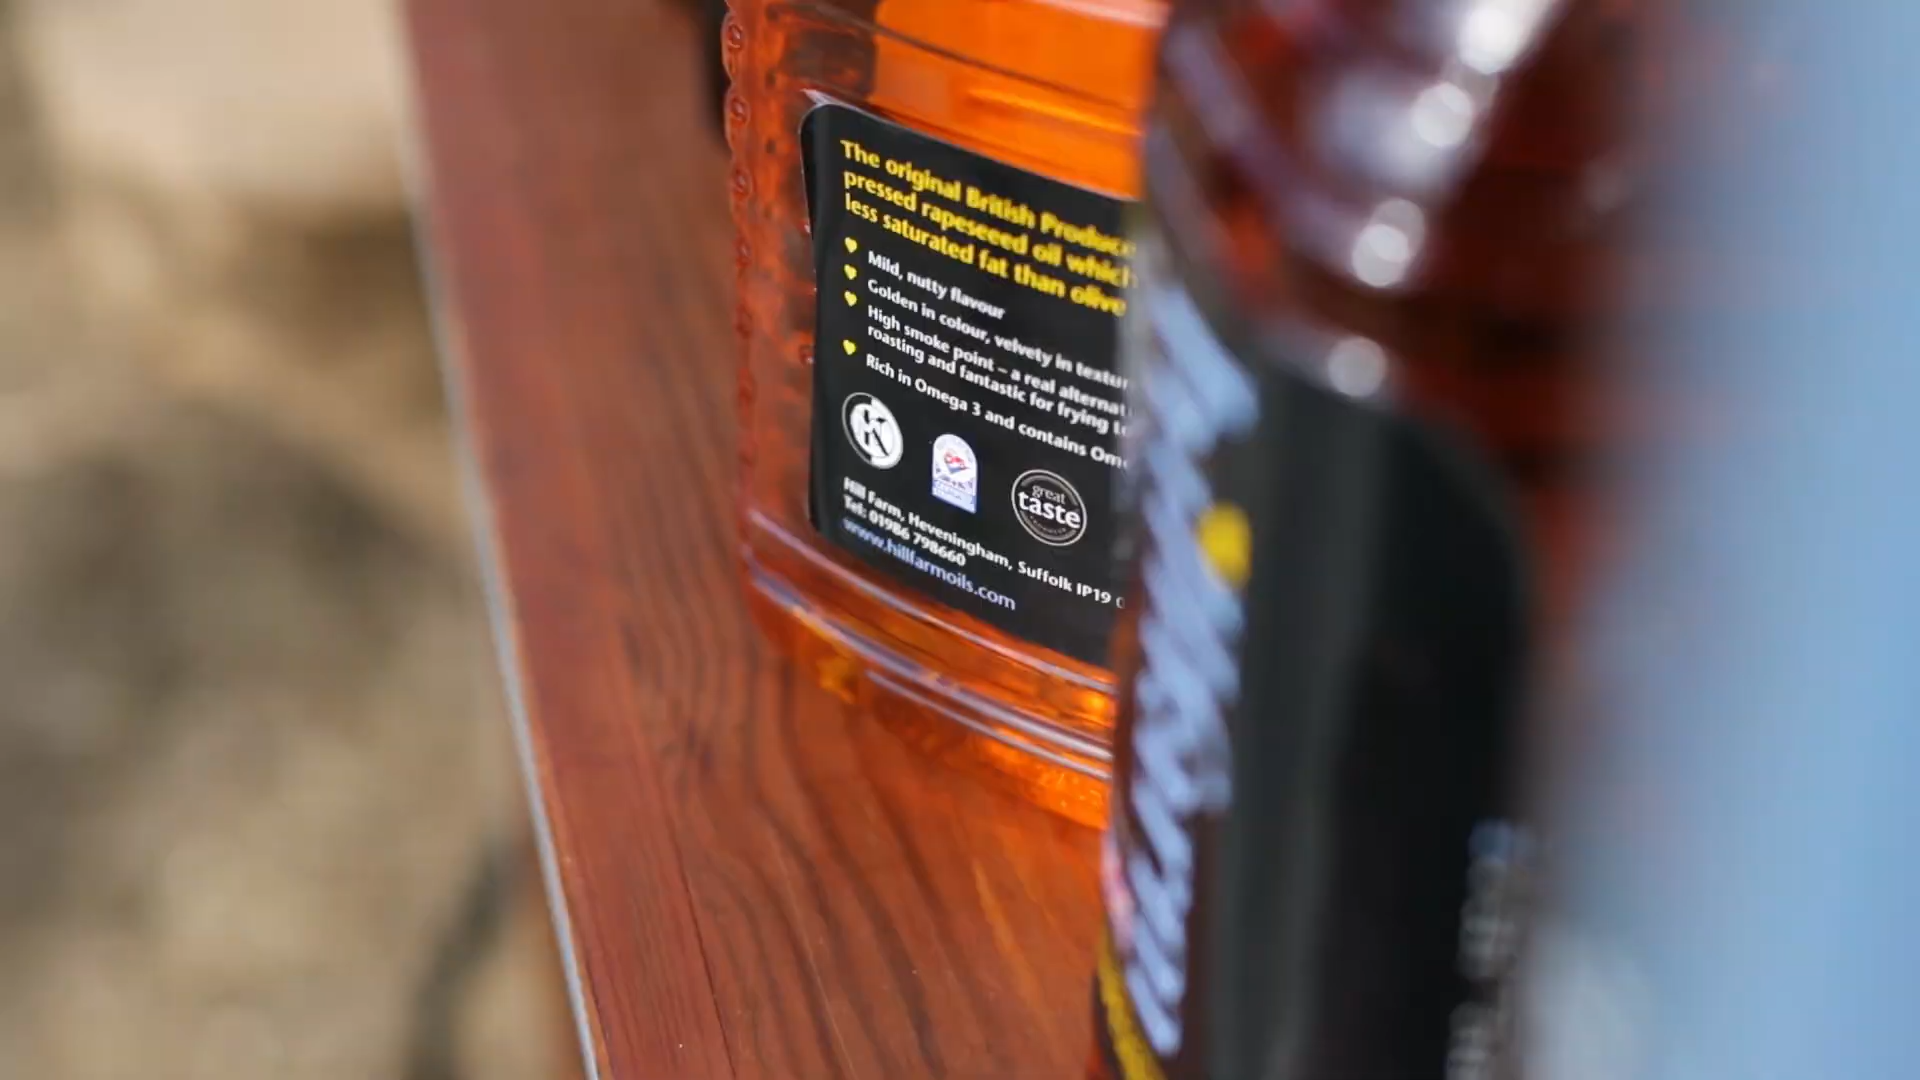 The original British Produc
pressed rapeseed oil which
less saturated fat than olive
Mild, nutty flavour
Golden in colour, velvety in textur
High smoke point – a real alternat
roasting and fantastic for frying t
Rich in Omega 3 and contains Om
K
great
taste
Hill Farm, Heveningham, Suffolk IP19
Tel: 01986 798660
www.hillfarmoils.com